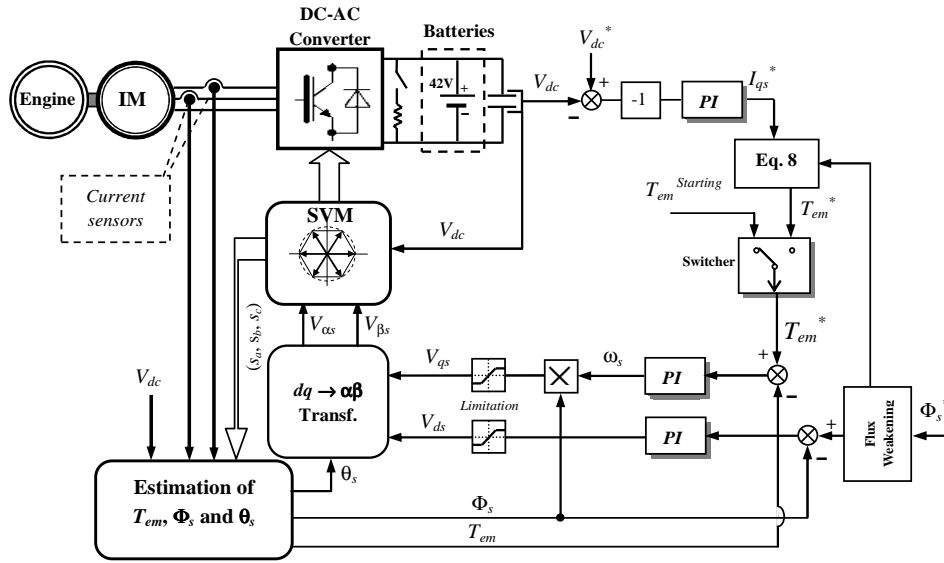 DC-AC
Converter
Batteries
V_dc^*
Engine
IM
42V
+
−
V_dc
+
−
-1
PI
I_qs^*
Eq. 8
Current
sensors
T_em^Starting
T_em^*
SVM
V_dc
Switcher
(s_a, s_b, s_c)
V_αs
V_βs
T_em^*
V_dc
dq → αβ
Transf.
V_qs
Limitation
V_ds
ω_s
×
PI
+
−
PI
+
−
Flux
Weakening
Φ_s^*
θ_s
Estimation of
T_em, Φ_s and θ_s
Φ_s
T_em